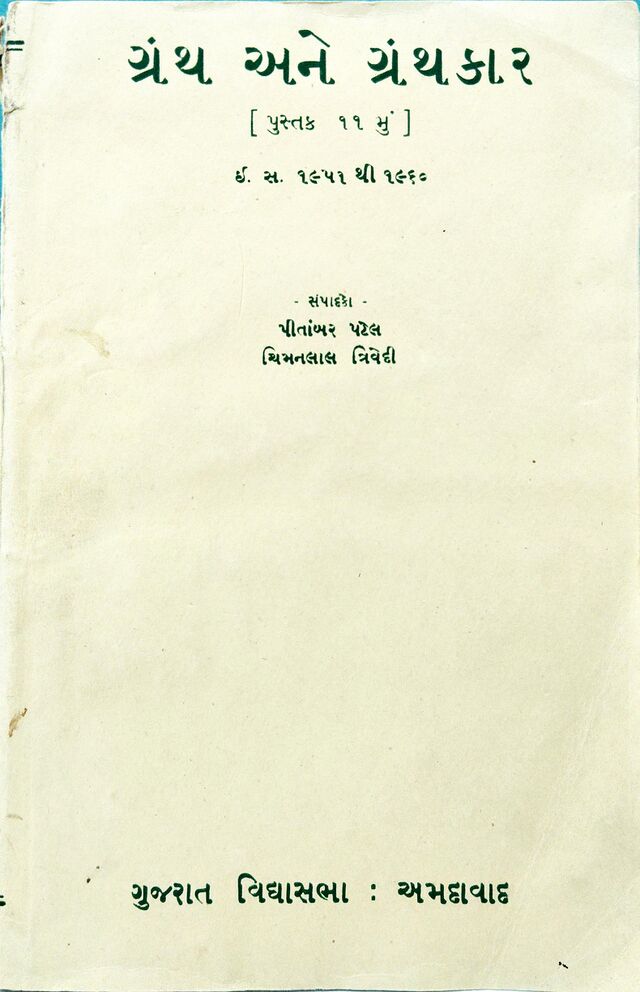 ગ્રંથ અને ગ્રંથકાર
[ પુસ્તક ૧૧ મું ]
ઇ. સ. ૧૯૫૧ થી ૧૯૬૦
- સંપાદકો -
પીતાંબર પટેલ
ચિમનલાલ ત્રિવેદી
ગુજરાત વિદ્યાસભા : અમદાવાદ